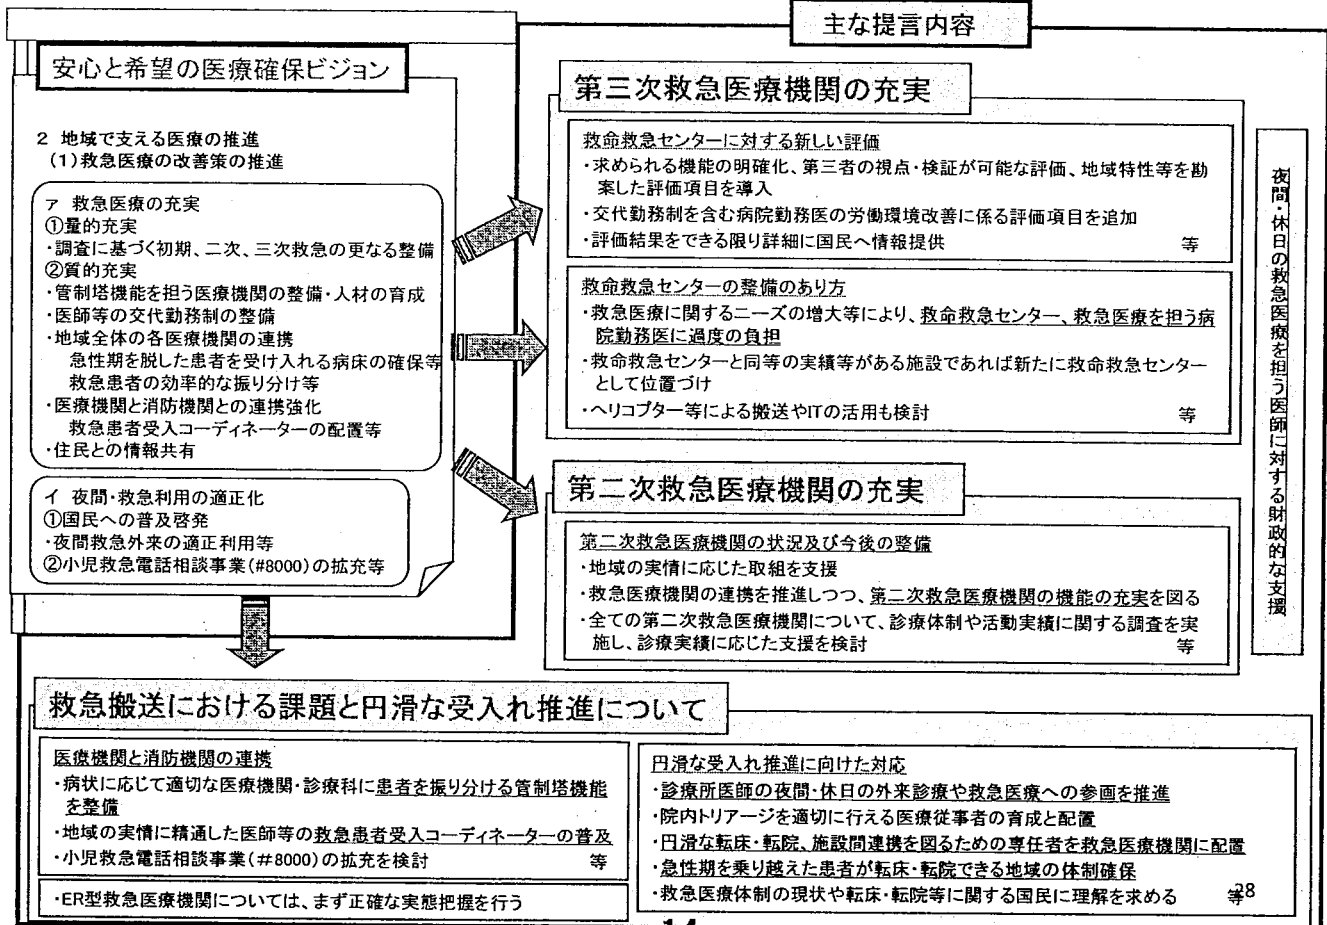 主な提言内容
安心と希望の医療確保ビジョン
2 地域で支える医療の推進
(1)救急医療の改善策の推進
ア 救急医療の充実
①量的充実
・調査に基づく初期、二次、三次救急の更なる整備
②質的充実
・管制塔機能を担う医療機関の整備・人材の育成
・医師等の交代勤務制の整備
・地域全体の各医療機関の連携
急性期を脱した患者を受け入れる病床の確保等
救急患者の効率的な振り分け等
・医療機関と消防機関との連携強化
救急患者受入コーディネーターの配置等
・住民との情報共有
イ 夜間・救急利用の適正化
①国民への普及啓発
・夜間救急外来の適正利用等
②小児救急電話相談事業(#8000)の拡充等
第三次救急医療機関の充実
救命救急センターに対する新しい評価
・求められる機能の明確化、第三者の視点・検証が可能な評価、地域特性等を勘
案した評価項目を導入
・交代勤務制を含む病院勤務医の労働環境改善に係る評価項目を追加
・評価結果をできる限り詳細に国民へ情報提供 等
救命救急センターの整備のあり方
・救急医療に関するニーズの増大等により、救命救急センター、救急医療を担う病
院勤務医に過度の負担
・救命救急センターと同等の実績等がある施設であれば新たに救命救急センター
として位置づけ
・ヘリコプター等による搬送やITの活用も検討 等
第二次救急医療機関の充実
第二次救急医療機関の状況及び今後の整備
・地域の実情に応じた取組を支援
・救急医療機関の連携を推進しつつ、第二次救急医療機関の機能の充実を図る
・全ての第二次救急医療機関について、診療体制や活動実績に関する調査を実
施し、診療実績に応じた支援を検討 等
夜間・休日の救急医療を担う医師に対する財政的な支援
救急搬送における課題と円滑な受入れ推進について
医療機関と消防機関の連携
・病状に応じて適切な医療機関・診療科に患者を振り分ける管制塔機能
を整備
・地域の実情に精通した医師等の救急患者受入コーディネーターの普及
・小児救急電話相談事業(#8000)の拡充を検討 等
・ER型救急医療機関については、まず正確な実態把握を行う
円滑な受入れ推進に向けた対応
・診療所医師の夜間・休日の外来診療や救急医療への参画を推進
・院内トリアージを適切に行える医療従事者の育成と配置
・円滑な転床・転院、施設間連携を図るための専任者を救急医療機関に配置
・急性期を乗り越えた患者が転床・転院できる地域の体制確保
・救急医療体制の現状や転床・転院等に関する国民に理解を求める 等
28